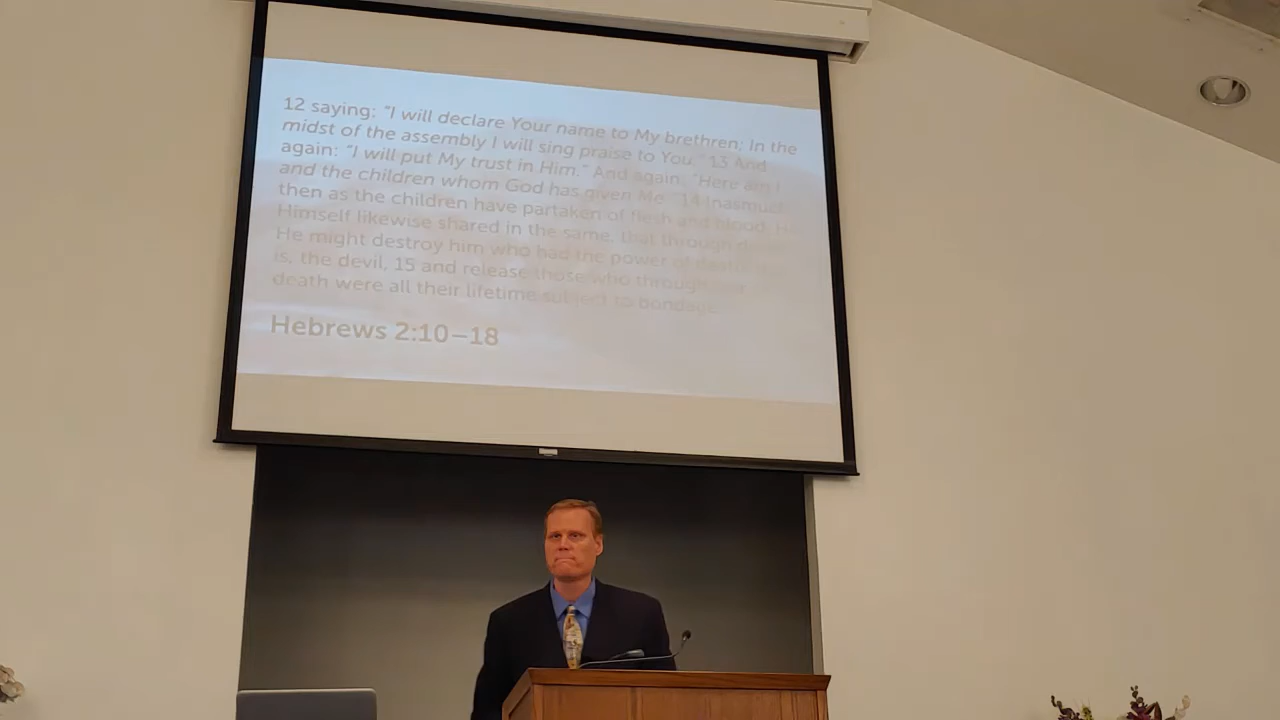 12 saying: "I will declare Your name to My brethren; In the
midst of the assembly I will sing praise to You." 13 And
again: "I will put My trust in Him." And again: "Here am I
and the children whom God has given Me." 14 Inasmuch
then as the children have partaken of flesh and blood, He
Himself likewise shared in the same, that through
He might destroy him who had the power of death,
is, the devil, 15 and release those who through
death were all their lifetime subject to bondage.
Hebrews 2:10–18